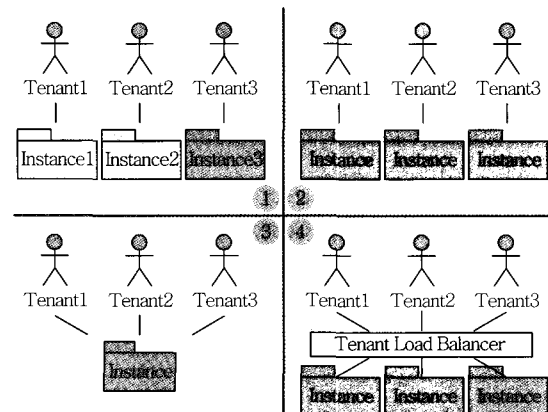 Tenant1 Tenant2 Tenant3
Instance1 Instance2 Instance3
1
Tenant1 Tenant2 Tenant3
Instance Instance Instance
2
3
Tenant1 Tenant2 Tenant3
Instance
4
Tenant1 Tenant2 Tenant3
Tenant Load Balancer
Instance Instance Instance